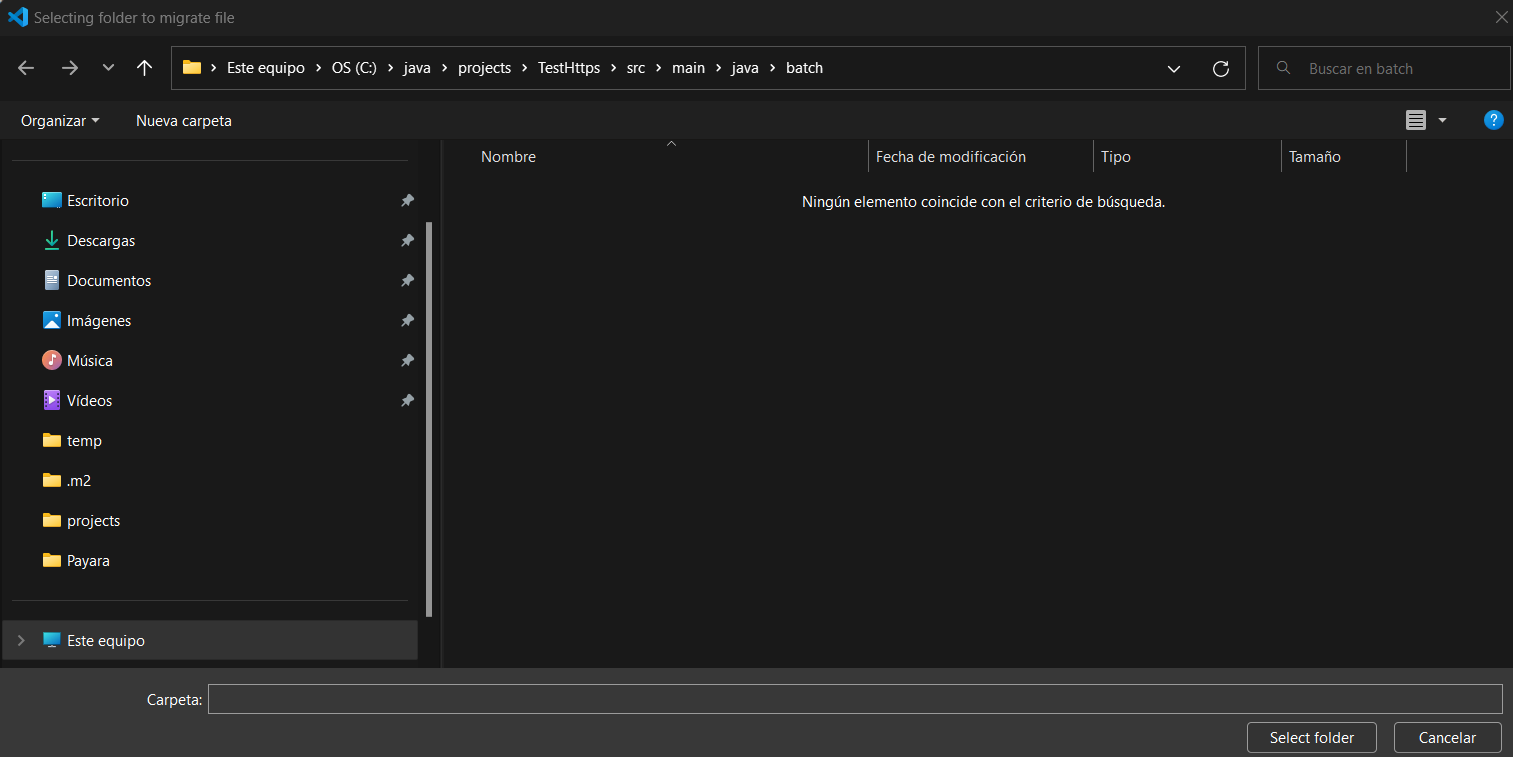 Selecting folder to migrate file
Este equipo OS (C:) java projects TestHttps src main java batch
Buscar en batch
Organizar Nueva carpeta
?
Nombre Fecha de modificación Tipo Tamaño
Ningún elemento coincide con el criterio de búsqueda.
Escritorio
Descargas
Documentos
Imágenes
Música
Vídeos
temp
.m2
projects
Payara
Este equipo
Carpeta:
Select folder Cancelar